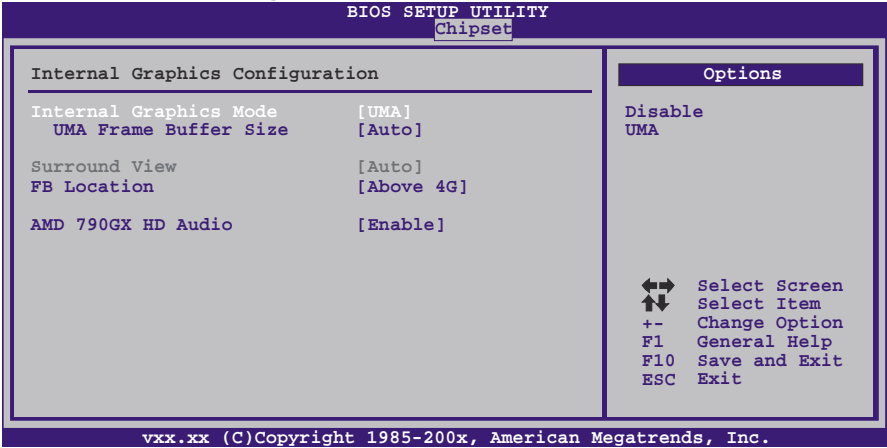 BIOS SETUP UTILITY
Chipset
Internal Graphics Configuration
Internal Graphics Mode [UMA]
UMA Frame Buffer Size [Auto]
Surround View [Auto]
FB Location [Above 4G]
AMD 790GX HD Audio [Enable]
Options
Disable
UMA
Select Screen
Select Item
+- Change Option
F1 General Help
F10 Save and Exit
ESC Exit
vxx.xx (C)Copyright 1985-200x, American Megatrends, Inc.